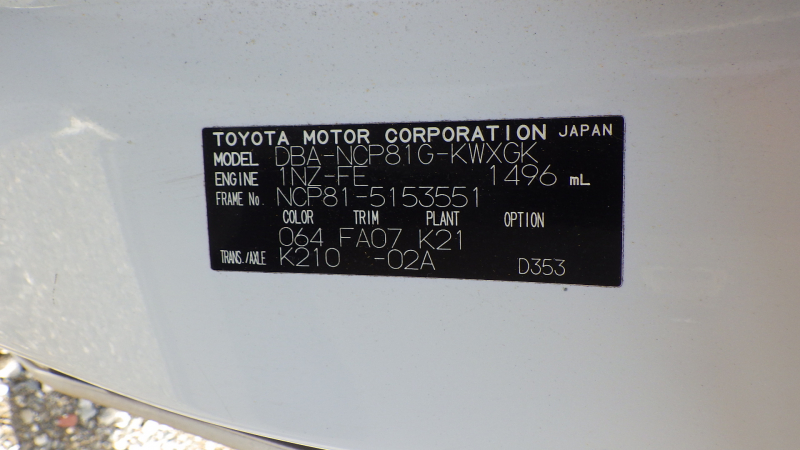 TOYOTA MOTOR CORPORATION JAPAN
MODEL DBA-NCP81G-KWXGK
ENGINE 1NZ-FE 1496 mL
FRAME No. NCP81-5153551
COLOR TRIM PLANT OPTION
064 FA07 K21
TRANS./AXLE K210 -02A D353